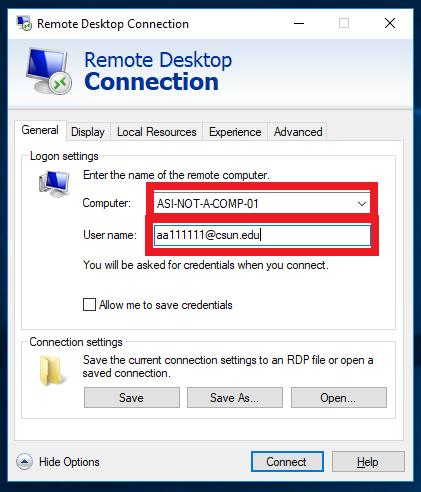 Remote Desktop Connection
Remote Desktop
Connection
General Display Local Resources Experience Advanced
Logon settings
Enter the name of the remote computer.
Computer: ASI-NOT-A-COMP-01
User name: aa111111@csun.edu
You will be asked for credentials when you connect.
Allow me to save credentials
Connection settings
Save the current connection settings to an RDP file or open a
saved connection.
Save Save As... Open...
Hide Options Connect Help